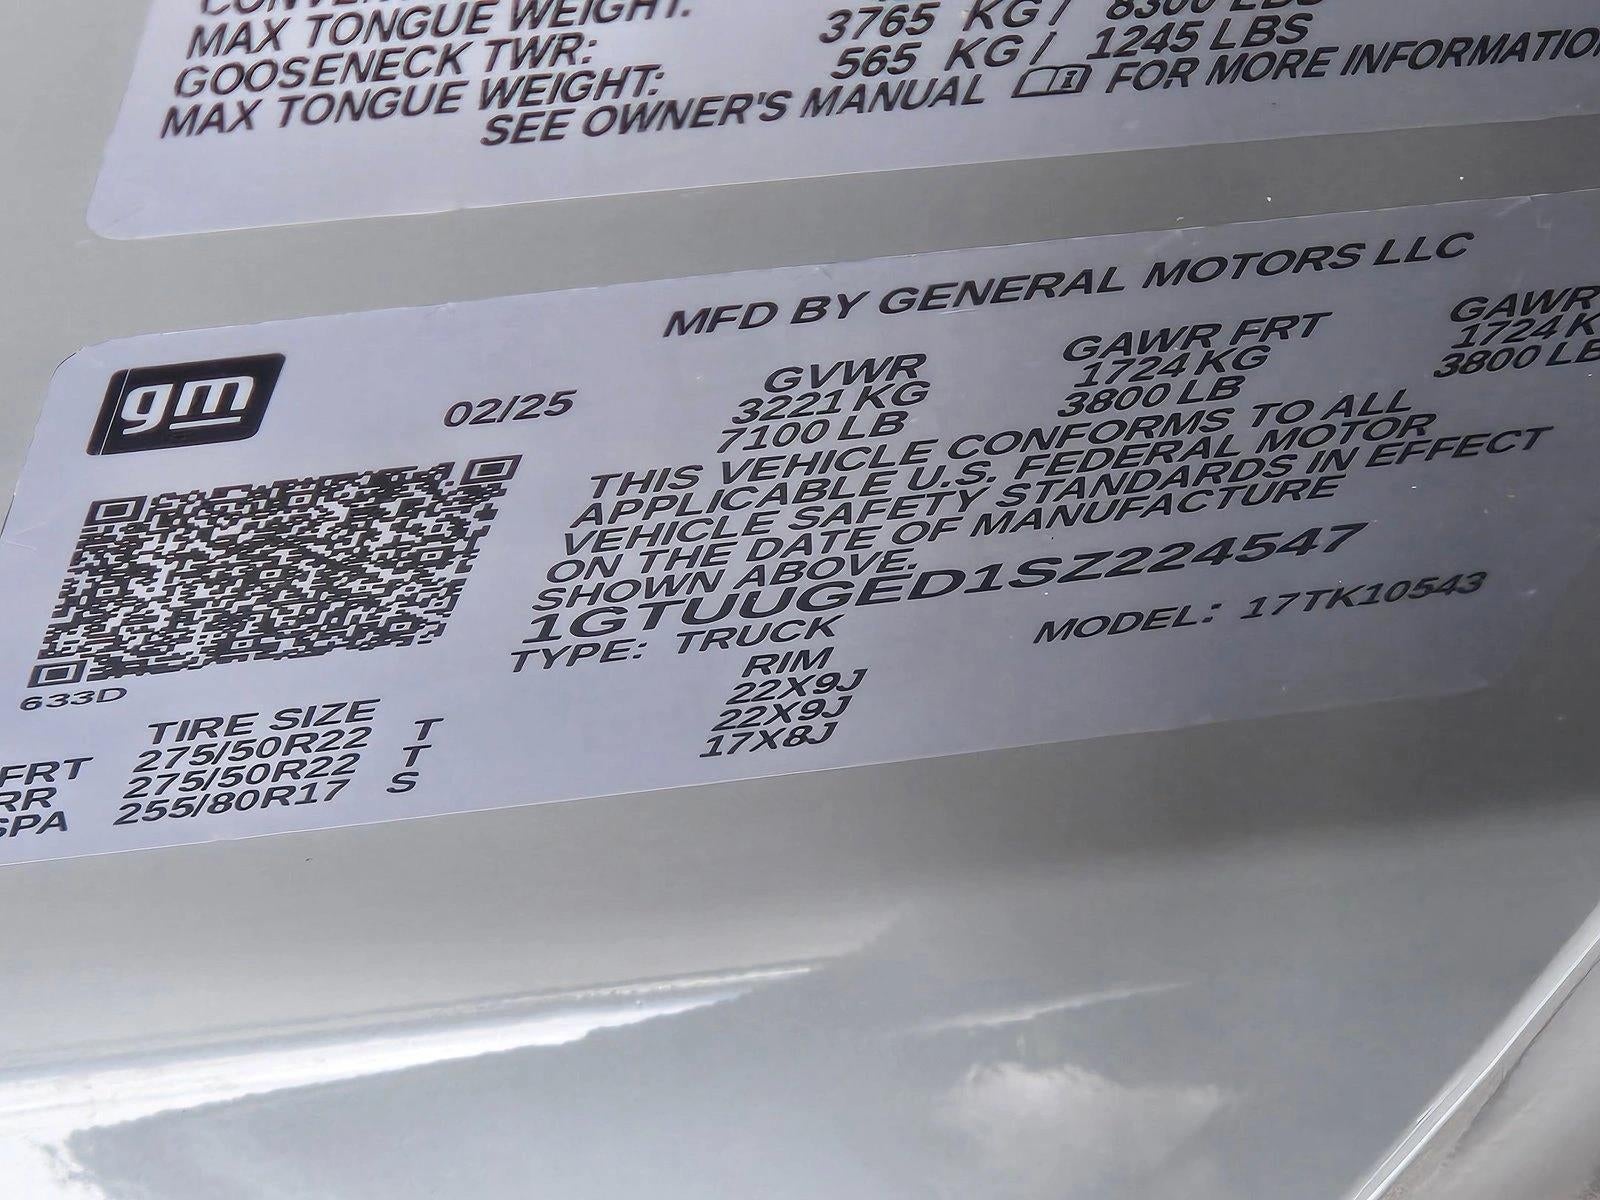 MAX TONGUE WEIGHT:
GOOSENECK TWR: 3765 KG / 8300 LBS
MAX TONGUE WEIGHT: 565 KG / 1245 LBS
SEE OWNER'S MANUAL FOR MORE INFORMATION
MFD BY GENERAL MOTORS LLC
gm
02/25
GVWR GAWR FRT GAWR
3221 KG 1724 KG 1724 K
7100 LB 3800 LB 3800 LB
THIS VEHICLE CONFORMS TO ALL
APPLICABLE U.S. FEDERAL MOTOR
VEHICLE SAFETY STANDARDS IN EFFECT
ON THE DATE OF MANUFACTURE
SHOWN ABOVE.
1GTUUGED1SZ224547
TYPE: TRUCK MODEL: 17TK10543
633D
TIRE SIZE RIM
FRT 275/50R22 T 22X9J
RR 275/50R22 T 22X9J
SPA 255/80R17 S 17X8J